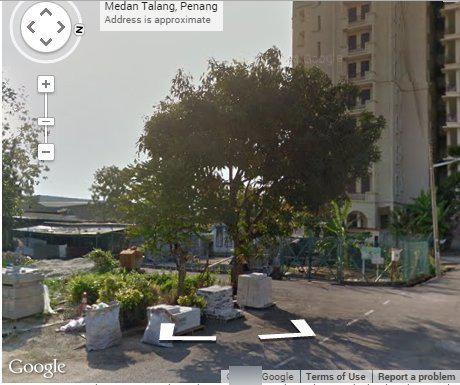 Medan Talang, Penang
Address is approximate
N
Google
Google
Terms of Use
Report a problem